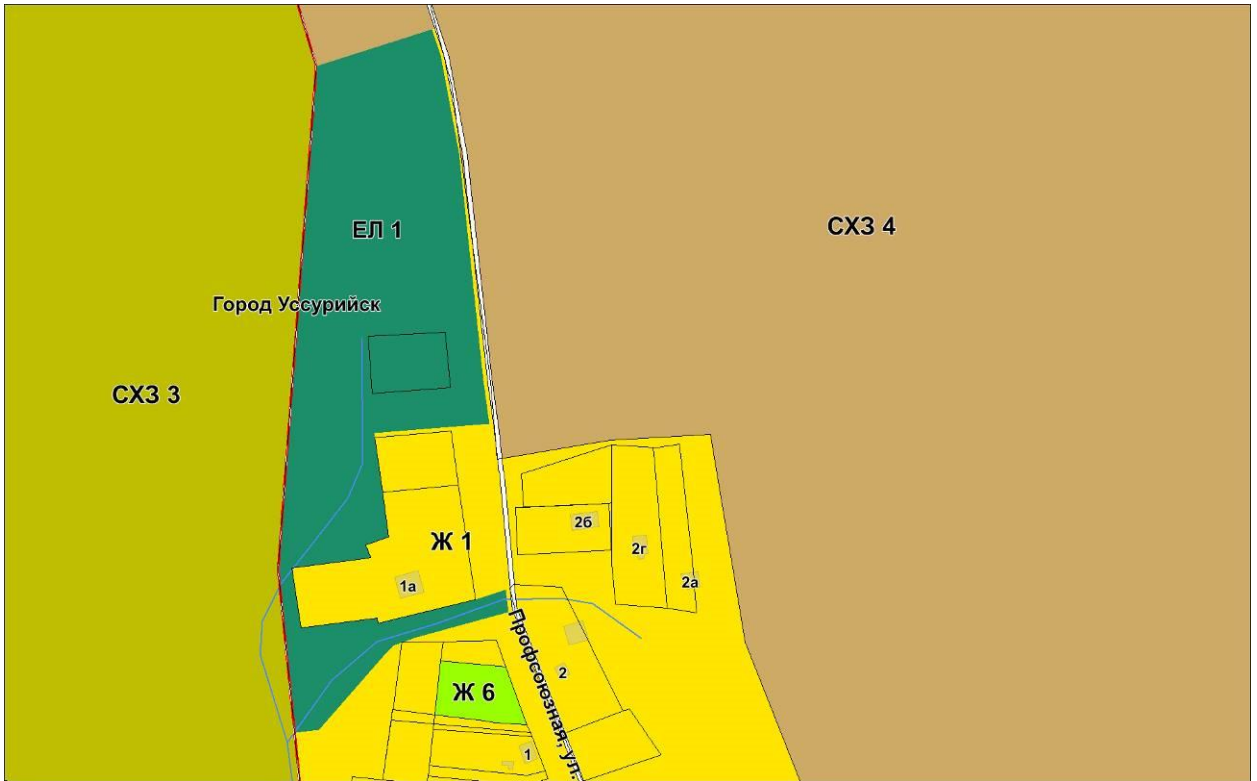 СХЗ 4
ЕЛ 1
Город Уссурийск
СХЗ 3
2б
Ж 1
2г
2а
1а
Профсоюзная, ул.
2
Ж 6
1